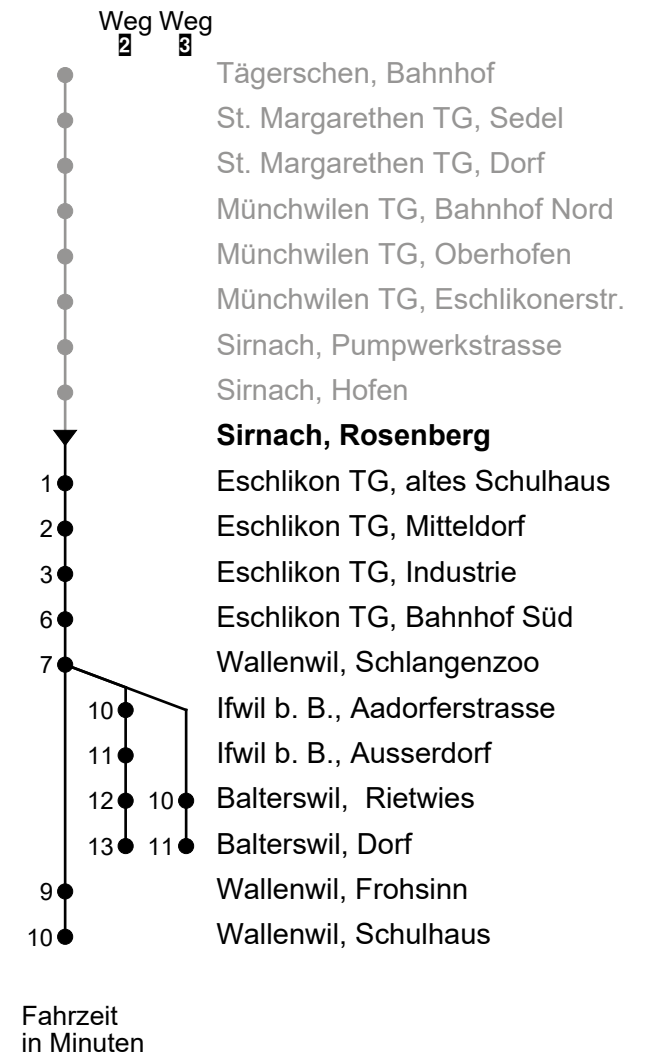 Weg Weg
2 3
Tägerschen, Bahnhof
St. Margarethen TG, Sedel
St. Margarethen TG, Dorf
Münchwilen TG, Bahnhof Nord
Münchwilen TG, Oberhofen
Münchwilen TG, Eschlikonerstr.
Sirnach, Pumpwerkstrasse
Sirnach, Hofen
Sirnach, Rosenberg
1 Eschlikon TG, altes Schulhaus
2 Eschlikon TG, Mitteldorf
3 Eschlikon TG, Industrie
6 Eschlikon TG, Bahnhof Süd
7 Wallenwil, Schlangenzoo
10 Ifwil b. B., Aadorferstrasse
11 Ifwil b. B., Ausserdorf
12 10 Balterswil, Rietwies
13 11 Balterswil, Dorf
9 Wallenwil, Frohsinn
10 Wallenwil, Schulhaus
Fahrzeit
in Minuten